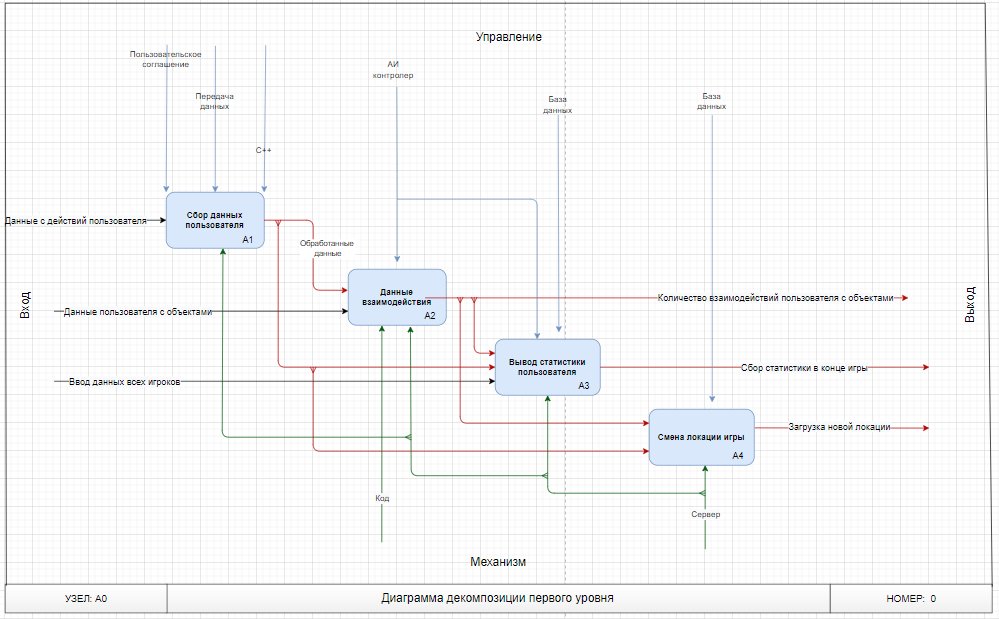 Управление
Пользовательское
соглашение
АИ
контролер
Передача
данных
База
данных
База
данных
С++
Сбор данных
пользователя
А1
Данные с действий пользователя
Обработанные
данные
Данные
взаимодействия
А2
Вход
Данные пользователя с объектами
Количество взаимодействий пользователя с объектами
Выход
Вывод статистики
пользователя
А3
Ввод данных всех игроков
Сбор статистики в конце игры
Смена локации игры
А4
Загрузка новой локации
Код
Сервер
Механизм
УЗЕЛ: А0
Диаграмма декомпозиции первого уровня
НОМЕР: 0